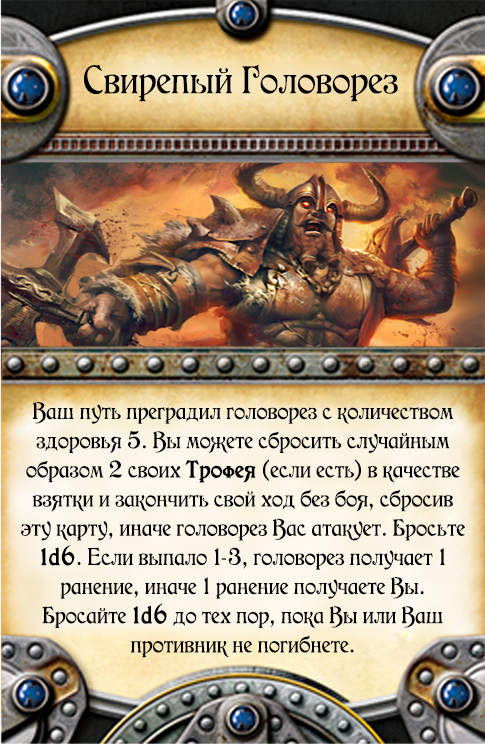 Свирепый Головорез
Ваш путь преградил головорез с количеством
здоровья 5. Вы можете сбросить случайным
образом 2 своих Трофея (если есть) в качестве
взятки и закончить свой ход без боя, сбросив
эту карту, иначе головорез Вас атакует. Бросьте
1d6. Если выпало 1-3, головорез получает 1
ранение, иначе 1 ранение получаете Вы.
Бросайте 1d6 до тех пор, пока Вы или Ваш
противник не погибнете.